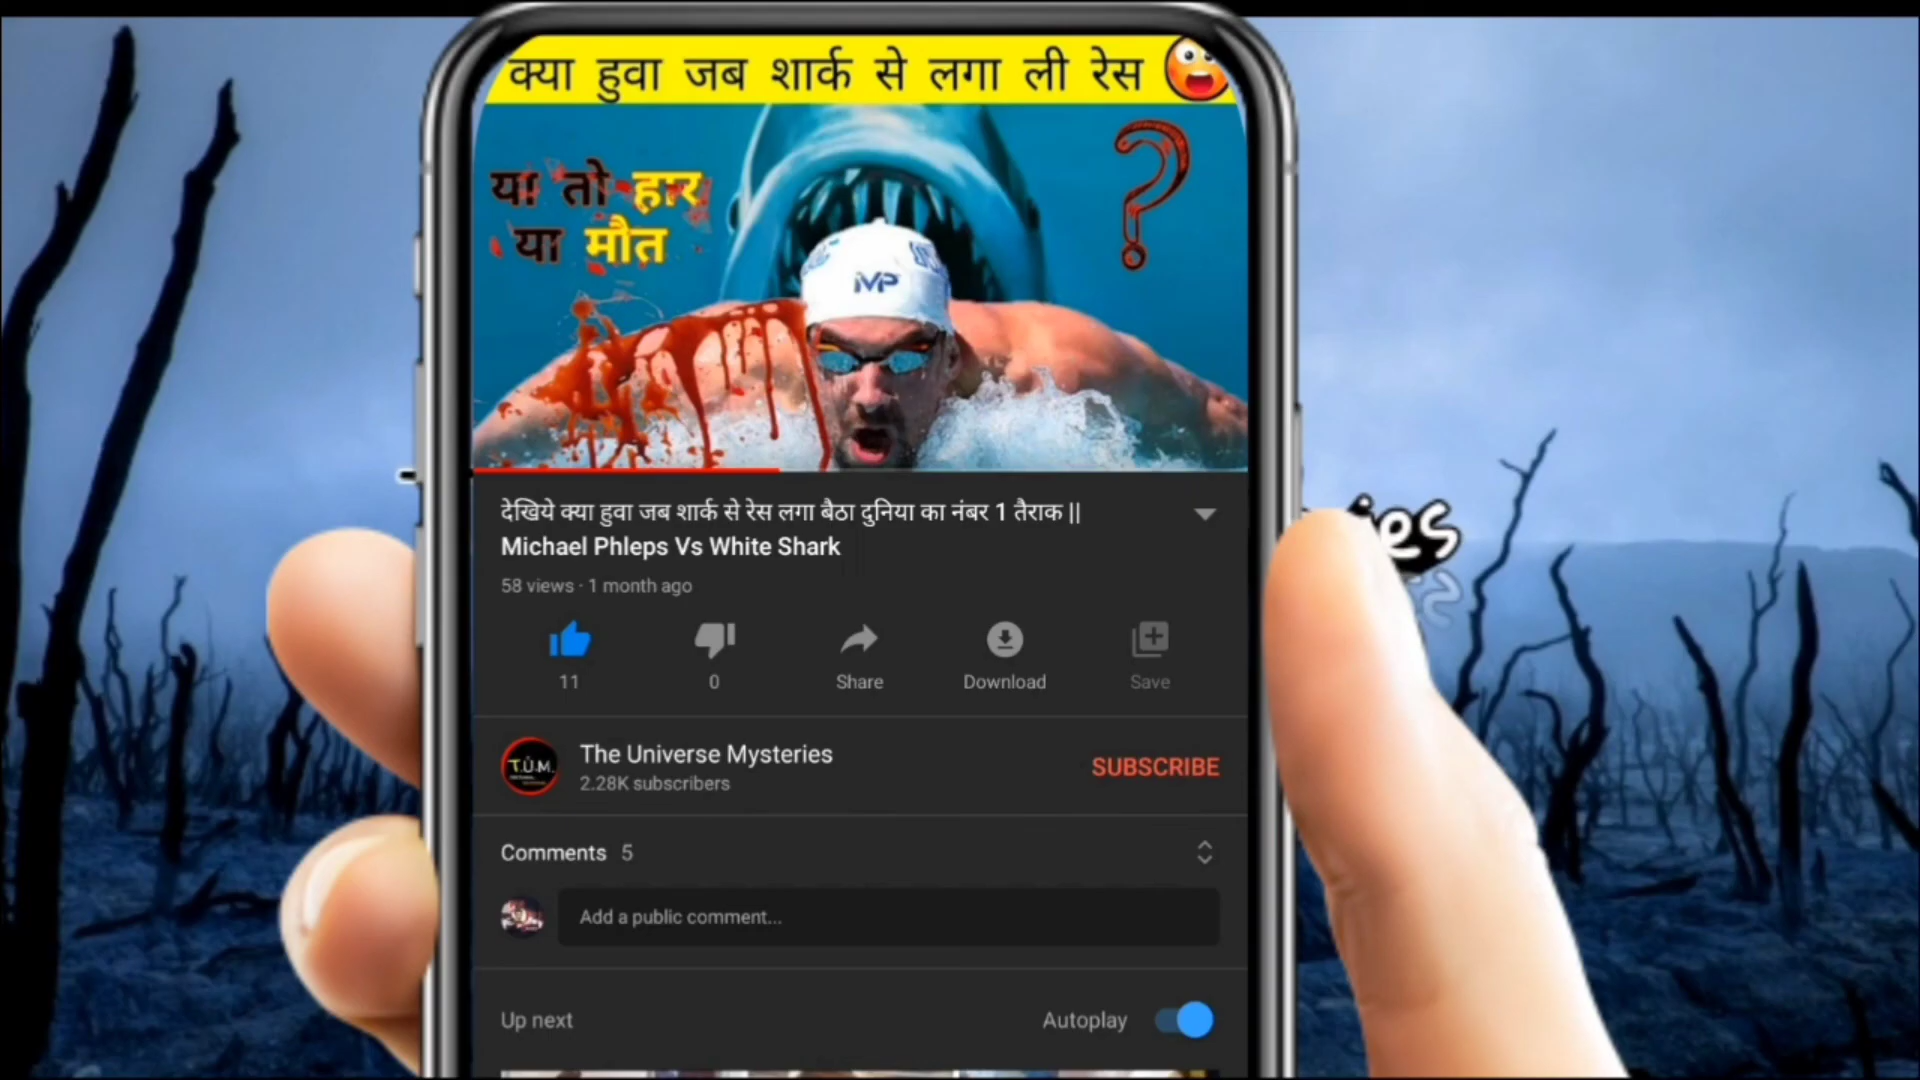 क्या हुवा जब शार्क से लगा ली रेस
या तो हार
या मौत
MP
देखिये क्या हुवा जब शार्क से रेस लगा बैठा दुनिया का नंबर 1 तैराक ||
Michael Phleps Vs White Shark
58 views · 1 month ago
11
0
Share
Download
Save
T.U.M.
The Universe Mysteries
2.28K subscribers
SUBSCRIBE
Comments 5
Add a public comment...
Up next
Autoplay